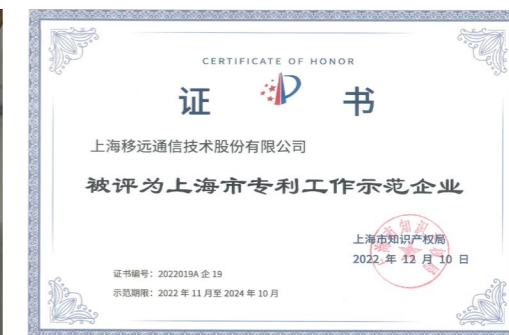 CERTIFICATE OF HONOR
证 书
上海移远通信技术股份有限公司
被评为上海市专利工作示范企业
上海市知识产权局
2022 年 12 月 10 日
证书编号：2022019A 企 19
示范期限：2022 年 11 月至 2024 年 10 月